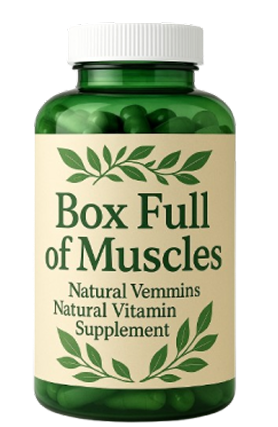 Box Full
of Muscles
Natural Vemmins
Natural Vitamin
Supplement